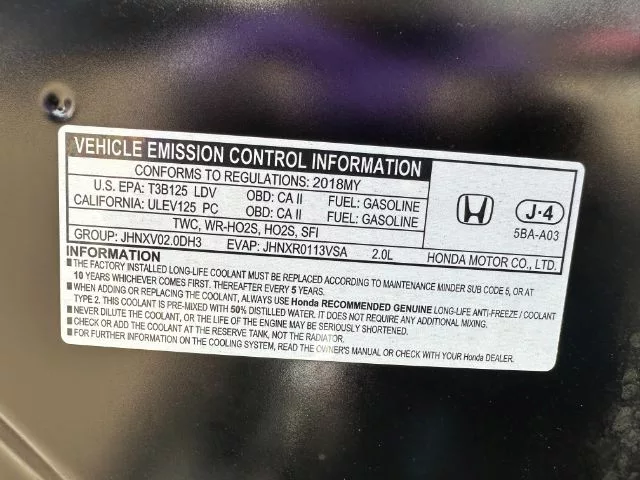 VEHICLE EMISSION CONTROL INFORMATION
CONFORMS TO REGULATIONS: 2018MY
U.S. EPA: T3B125 LDV OBD: CA II FUEL: GASOLINE
CALIFORNIA: ULEV125 PC OBD: CA II FUEL: GASOLINE
TWC, WR-HO2S, HO2S, SFI
GROUP: JHNXV02.0DH3 EVAP: JHNXR0113VSA 2.0L
J-4
5BA-A03
HONDA MOTOR CO., LTD.
INFORMATION
■THE FACTORY INSTALLED LONG-LIFE COOLANT MUST BE REPLACED ACCORDING TO MAINTENANCE MINDER SUB CODE 5, OR AT
10 YEARS WHICHEVER COMES FIRST. THEREAFTER EVERY 5 YEARS.
■WHEN ADDING OR REPLACING COOLANT, ALWAYS USE Honda RECOMMENDED GENUINE LONG-LIFE ANTI-FREEZE / COOLANT
TYPE 2. THIS COOLANT IS PRE-MIXED WITH 50% DISTILLED WATER. IT DOES NOT REQUIRE ANY ADDITIONAL MIXING.
■NEVER DILUTE THE COOLANT, OR THE LIFE OF THE ENGINE MAY BE SERIOUSLY SHORTENED.
■CHECK OR ADD THE COOLANT AT THE RESERVE TANK, NOT THE RADIATOR.
■FOR FURTHER INFORMATION ON THE COOLING SYSTEM, READ THE OWNER'S MANUAL OR CHECK WITH YOUR Honda DEALER.